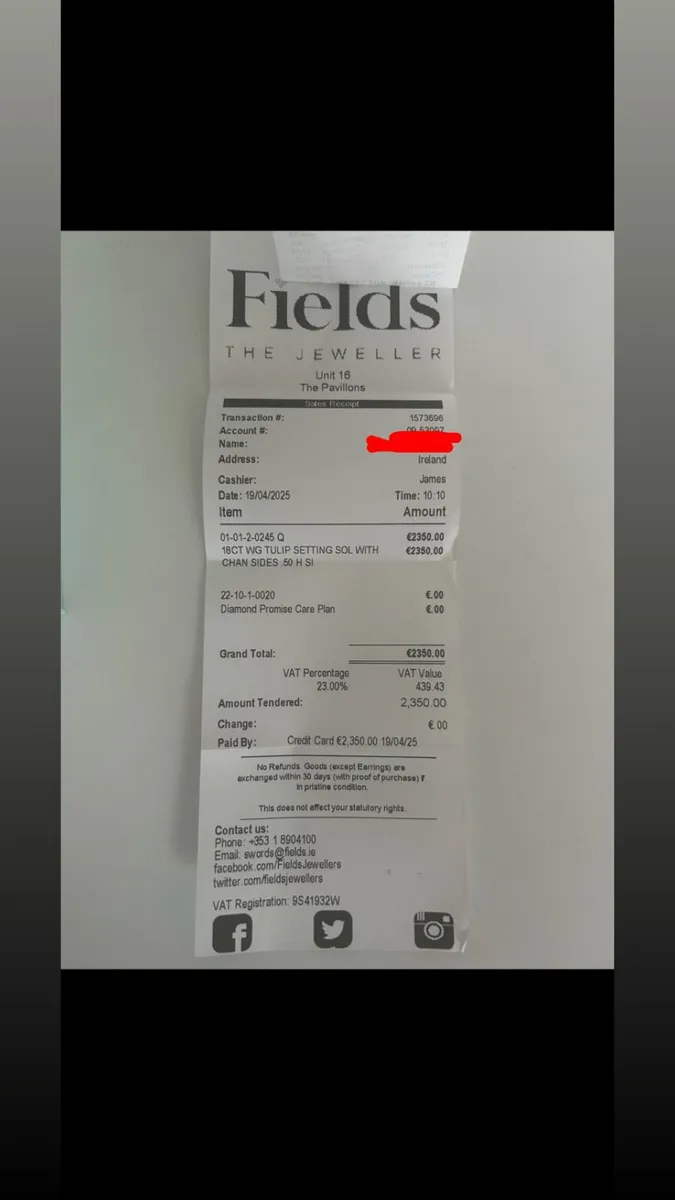 Fields
THE JEWELLER
Unit 16
The Pavilions
Sales Receipt
Transaction #: 1573696
Account #:
Name:
Address: Ireland
Cashier: James
Date: 19/04/2025 Time: 10:10
Item Amount
01-01-2-0245 Q €2350.00
18CT WG TULIP SETTING SOL WITH €2350.00
CHAN SIDES .50 H SI
22-10-1-0020 €.00
Diamond Promise Care Plan €.00
Grand Total: €2350.00
VAT Percentage VAT Value
23.00% 439.43
Amount Tendered: 2,350.00
Change: €.00
Paid By: Credit Card €2,350.00 19/04/25
No Refunds. Goods (except Earrings) are
exchanged within 30 days (with proof of purchase) if
in pristine condition.
This does not affect your statutory rights.
Contact us:
Phone: +353 1 8904100
Email: swords@fields.ie
facebook.com/FieldsJewellers
twitter.com/fieldsjewellers
VAT Registration: 9S41932W